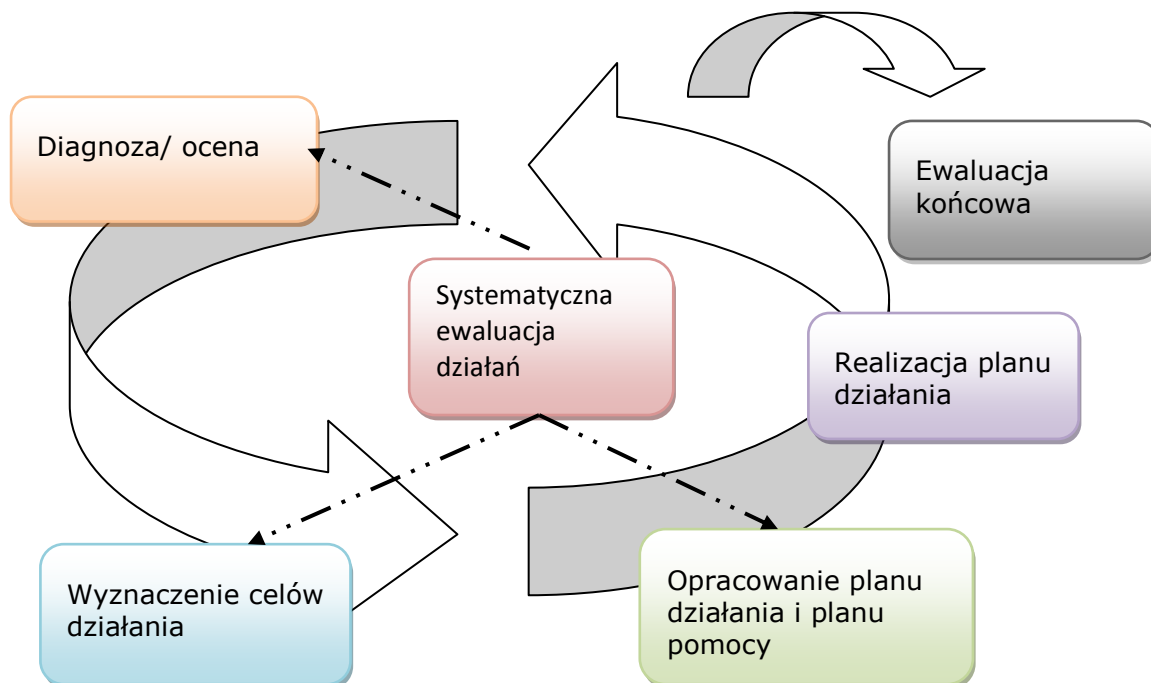 Diagnoza/ ocena
Ewaluacja
końcowa
Systematyczna
ewaluacja
działań
Realizacja planu
działania
Wyznaczenie celów
działania
Opracowanie planu
działania i planu
pomocy